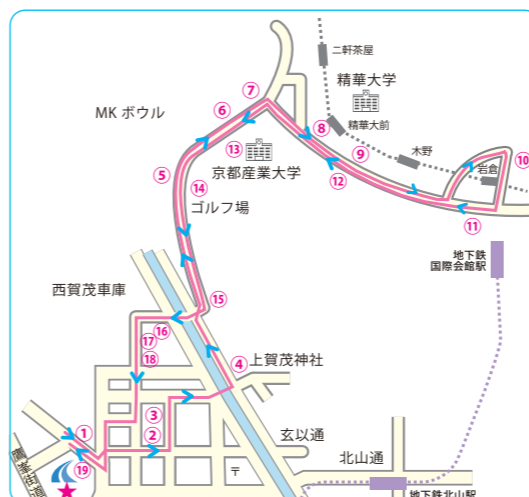 二軒茶屋
精華大学
⑦
MKボウル
⑥
⑧
精華大前
⑨
木野
⑬
京都産業大学
⑩
岩倉
⑤
⑫
⑭
ゴルフ場
⑪
地下鉄
国際会館駅
西賀茂車庫
⑮
⑯
⑰
⑱
④
上賀茂神社
③
①
②
玄以通
⑲
〒
北山通
地下鉄北山駅